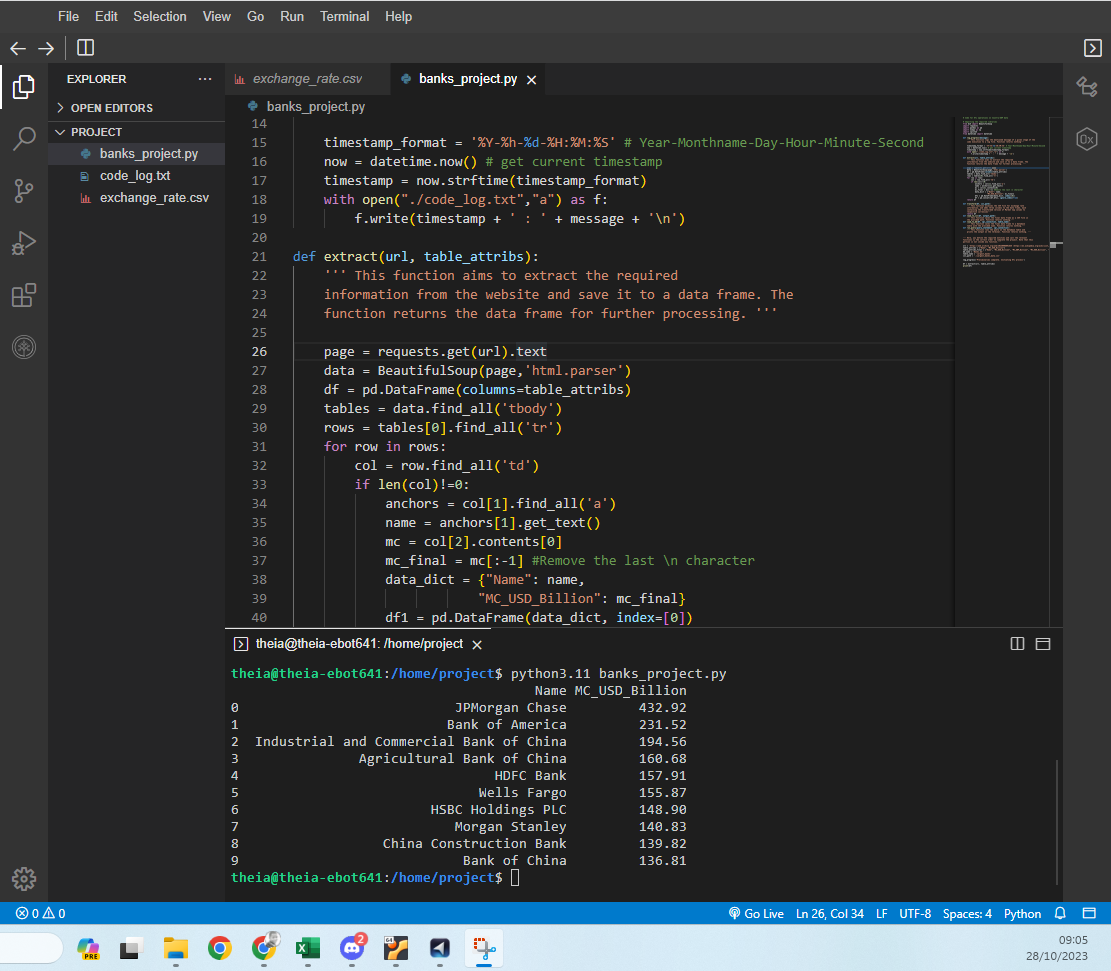 File Edit Selection View Go Run Terminal Help
EXPLORER ...
OPEN EDITORS
PROJECT
banks_project.py
code_log.txt
exchange_rate.csv
exchange_rate.csv banks_project.py
banks_project.py
14
15 timestamp_format = '%Y-%h-%d-%H:%M:%S' # Year-Monthname-Day-Hour-Minute-Second
16 now = datetime.now() # get current timestamp
17 timestamp = now.strftime(timestamp_format)
18 with open("./code_log.txt","a") as f:
19 f.write(timestamp + ' : ' + message + '\n')
20
21 def extract(url, table_attribs):
22 ''' This function aims to extract the required
23 information from the website and save it to a data frame. The
24 function returns the data frame for further processing. '''
25
26 page = requests.get(url).text
27 data = BeautifulSoup(page,'html.parser')
28 df = pd.DataFrame(columns=table_attribs)
29 tables = data.find_all('tbody')
30 rows = tables[0].find_all('tr')
31 for row in rows:
32 col = row.find_all('td')
33 if len(col)!=0:
34 anchors = col[1].find_all('a')
35 name = anchors[1].get_text()
36 mc = col[2].contents[0]
37 mc_final = mc[:-1] #Remove the last \n character
38 data_dict = {"Name": name,
39 "MC_USD_Billion": mc_final}
40 df1 = pd.DataFrame(data_dict, index=[0])
theia@theia-ebot641: /home/project
theia@theia-ebot641:/home/project$ python3.11 banks_project.py
Name MC_USD_Billion
0 JPMorgan Chase 432.92
1 Bank of America 231.52
2 Industrial and Commercial Bank of China 194.56
3 Agricultural Bank of China 160.68
4 HDFC Bank 157.91
5 Wells Fargo 155.87
6 HSBC Holdings PLC 148.90
7 Morgan Stanley 140.83
8 China Construction Bank 139.82
9 Bank of China 136.81
theia@theia-ebot641:/home/project$
0 0 Go Live Ln 26, Col 34 LF UTF-8 Spaces: 4 Python
PRE
64
2
09:05
28/10/2023